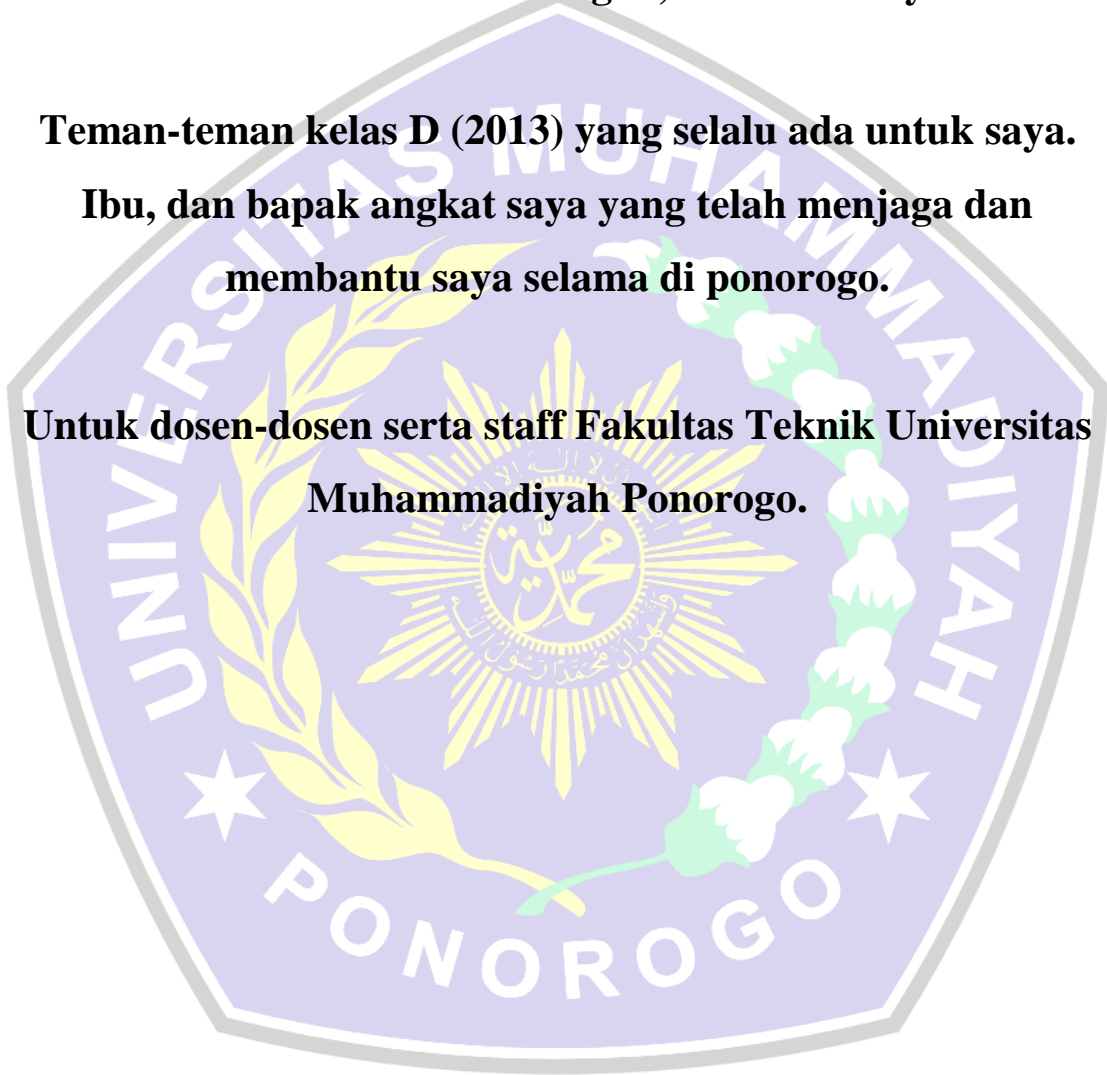 Teman-teman kelas D (2013) yang selalu ada untuk saya.
Ibu, dan bapak angkat saya yang telah menjaga dan
membantu saya selama di ponorogo.
Untuk dosen-dosen serta staff Fakultas Teknik Universitas
Muhammadiyah Ponorogo.
UNIVERSITAS MUHAMMADIYAH
PONOROGO
محمدية